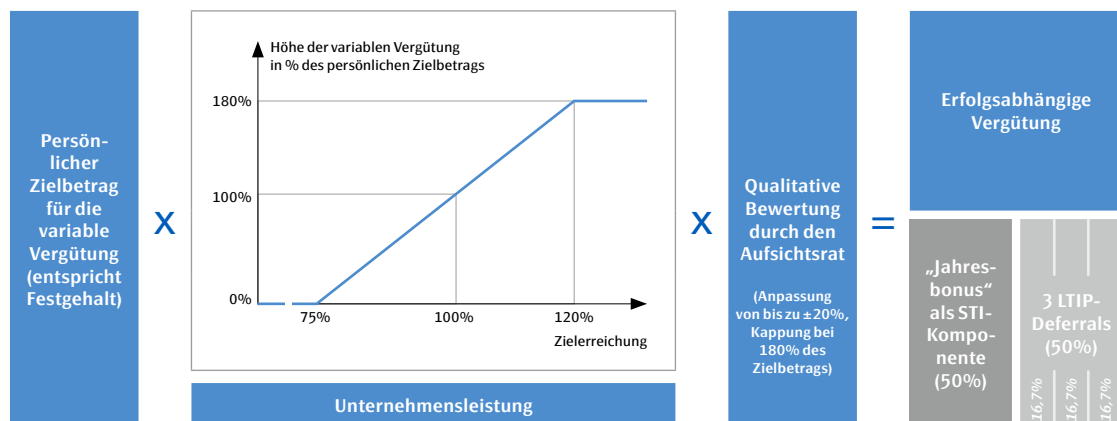 Persön-
licher
Zielbetrag
für die
variable
Vergütung
(entspricht
Festgehalt)
X
Höhe der variablen Vergütung
in % des persönlichen Zielbetrags
180%
100%
0%
75%
100%
120%
Zielerreichung
Unternehmensleistung
X
Qualitative
Bewertung
durch den
Aufsichtsrat
(Anpassung
von bis zu ±20%,
Kappung bei
180% des
Zielbetrags)
=
Erfolgsabhängige
Vergütung
„Jahres-
bonus“
als STI-
Kompo-
nente
(50%)
3 LTIP-
Deferrals
(50%)
16,7%
16,7%
16,7%